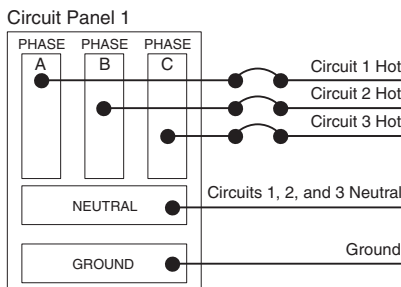 Circuit Panel 1
PHASE PHASE PHASE
A B C
Circuit 1 Hot
Circuit 2 Hot
Circuit 3 Hot
Circuits 1, 2, and 3 Neutral
NEUTRAL
Ground
GROUND